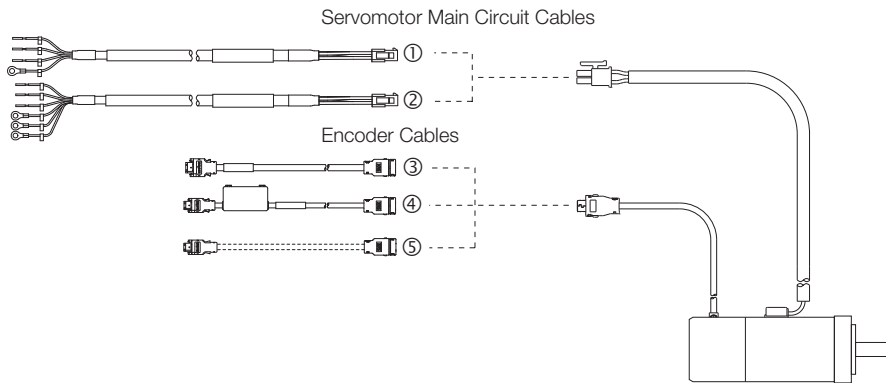 Servomotor Main Circuit Cables
①
②
Encoder Cables
③
④
⑤